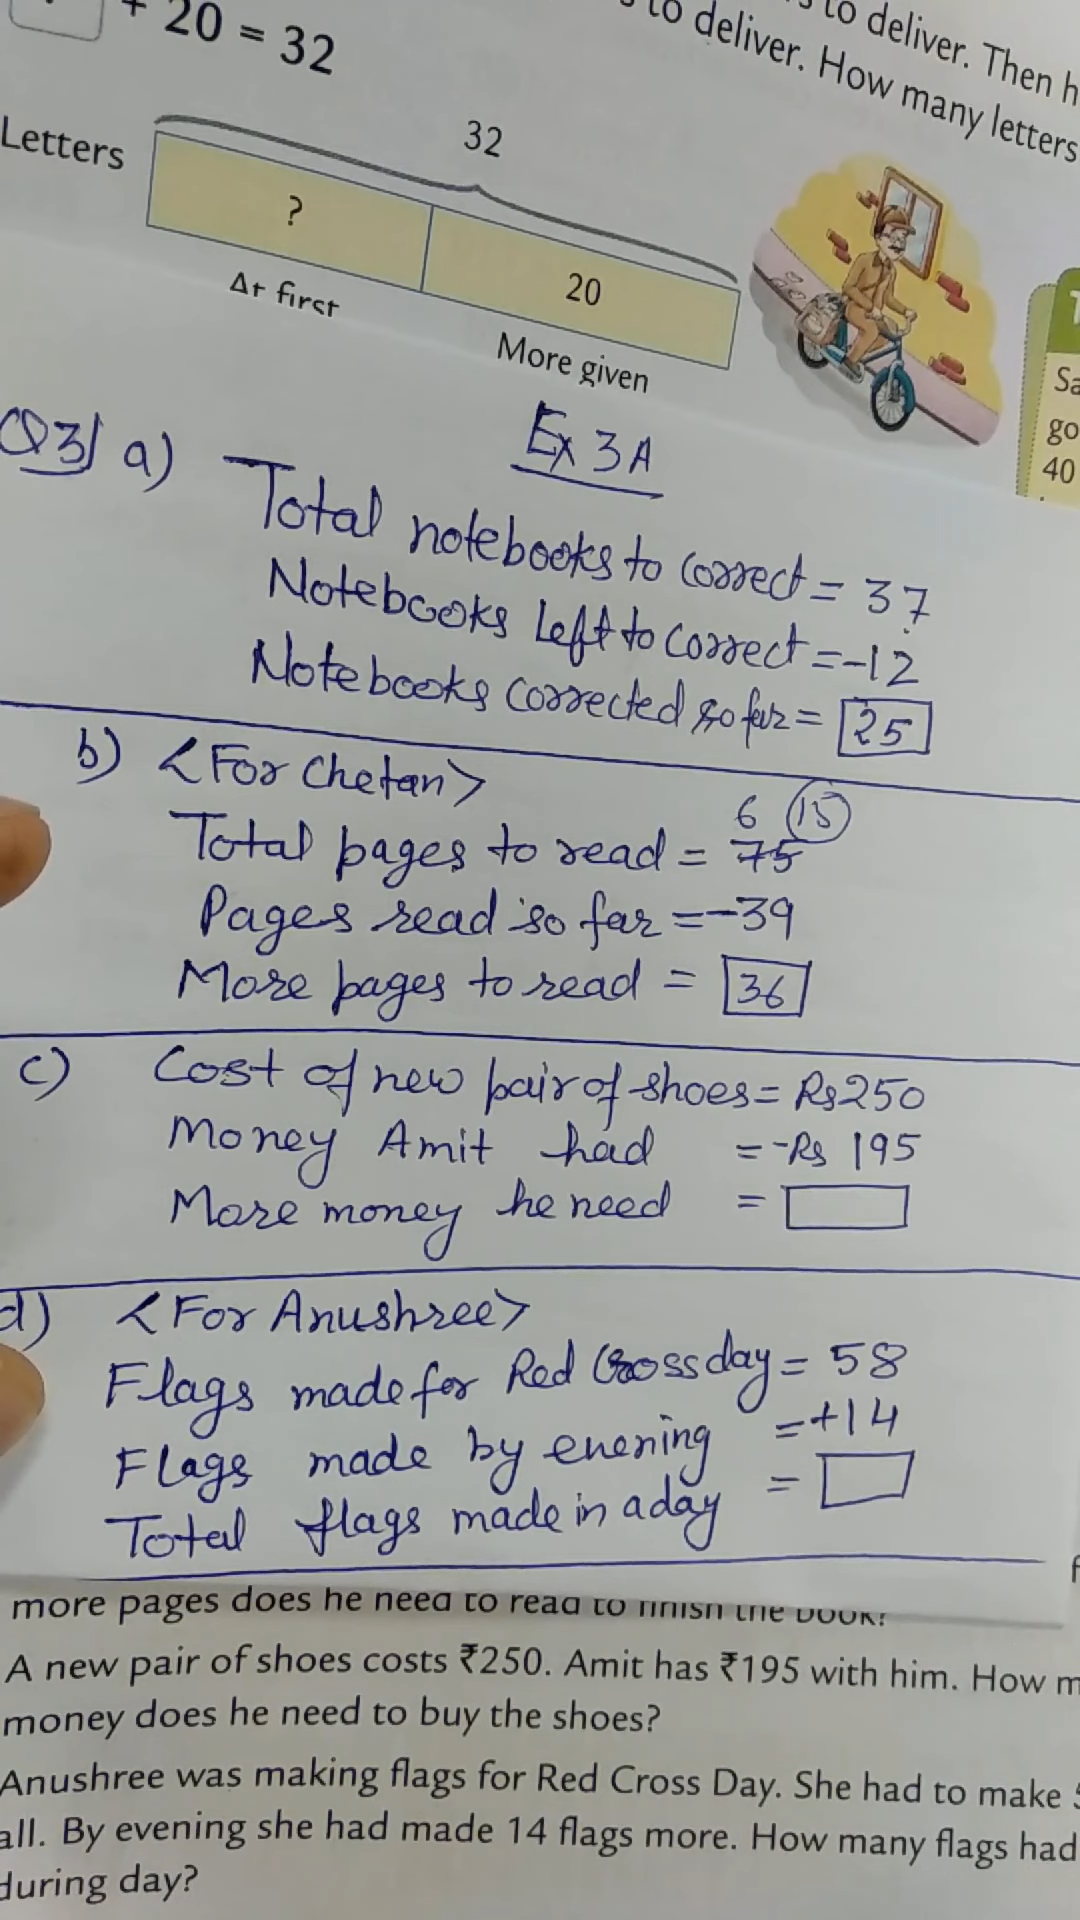 + 20 = 32
to deliver. Then h
to deliver. How many letters
Letters
32
?
20
At first
More given
Sa
go
40
Ex 3A
Q3) a)
Total notebooks to correct = 37
Notebooks left to correct = -12
Notebooks corrected so far = 25
b) <For Chetan>
6 15
Total pages to read = 75
Pages read so far = -39
More pages to read = 36
c) Cost of new pair of shoes = Rs 250
Money Amit had = -Rs 195
More money he need =
d) <For Anushree>
Flags made for Red Cross day = 58
Flags made by evening = +14
Total flags made in a day =
more pages does he need to read to finish the book?
A new pair of shoes costs ₹250. Amit has ₹195 with him. How m
money does he need to buy the shoes?
Anushree was making flags for Red Cross Day. She had to make 5
all. By evening she had made 14 flags more. How many flags had
during day?